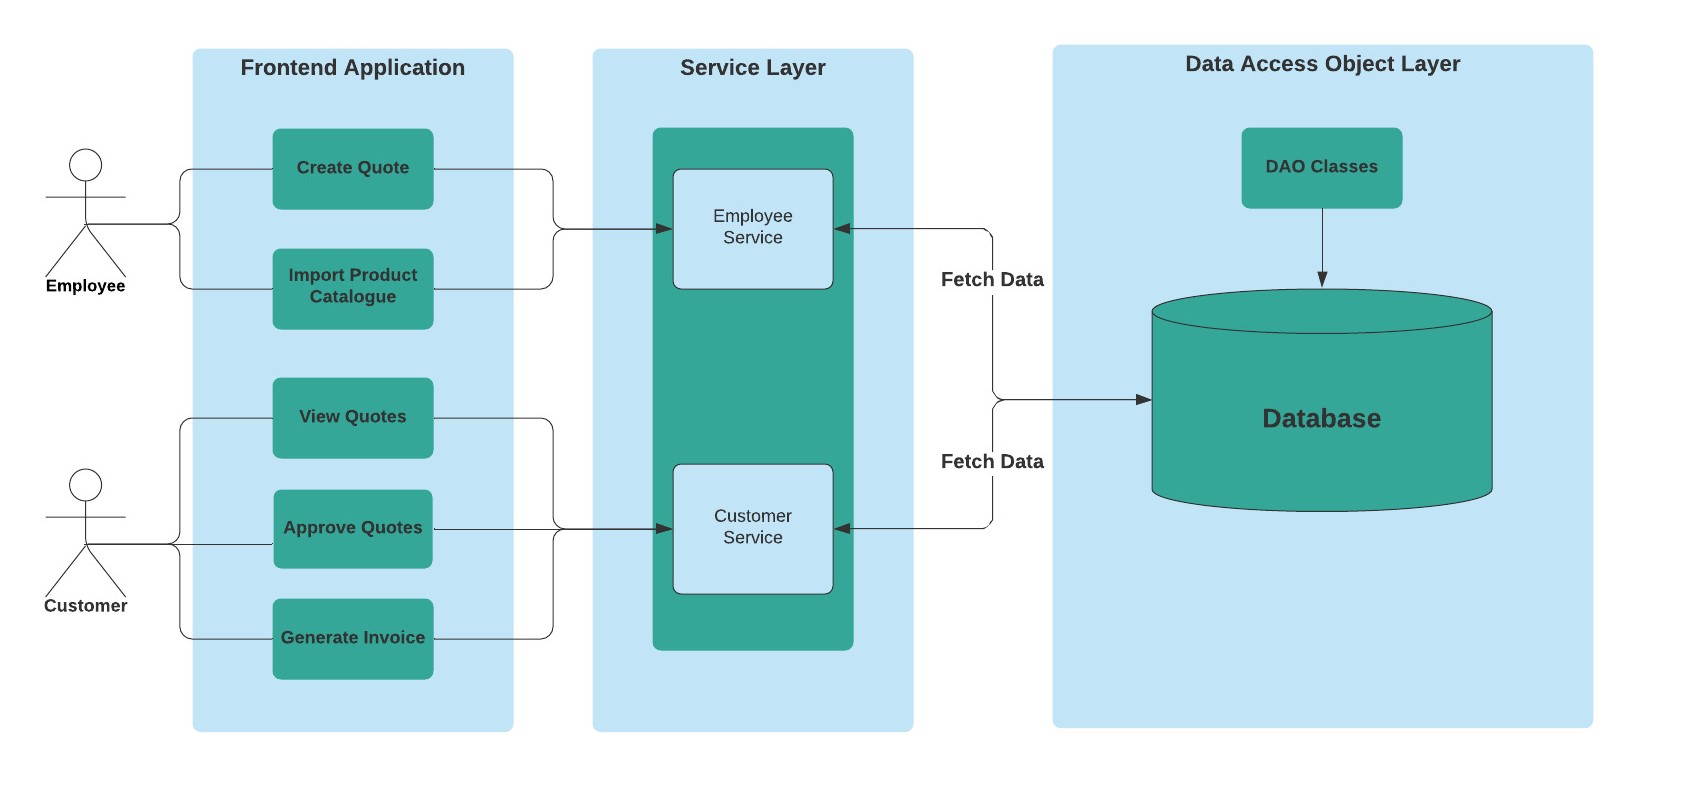 Frontend Application
Service Layer
Data Access Object Layer
Employee
Create Quote
Import Product
Catalogue
Employee
Service
Fetch Data
DAO Classes
Customer
View Quotes
Approve Quotes
Generate Invoice
Customer
Service
Fetch Data
Database